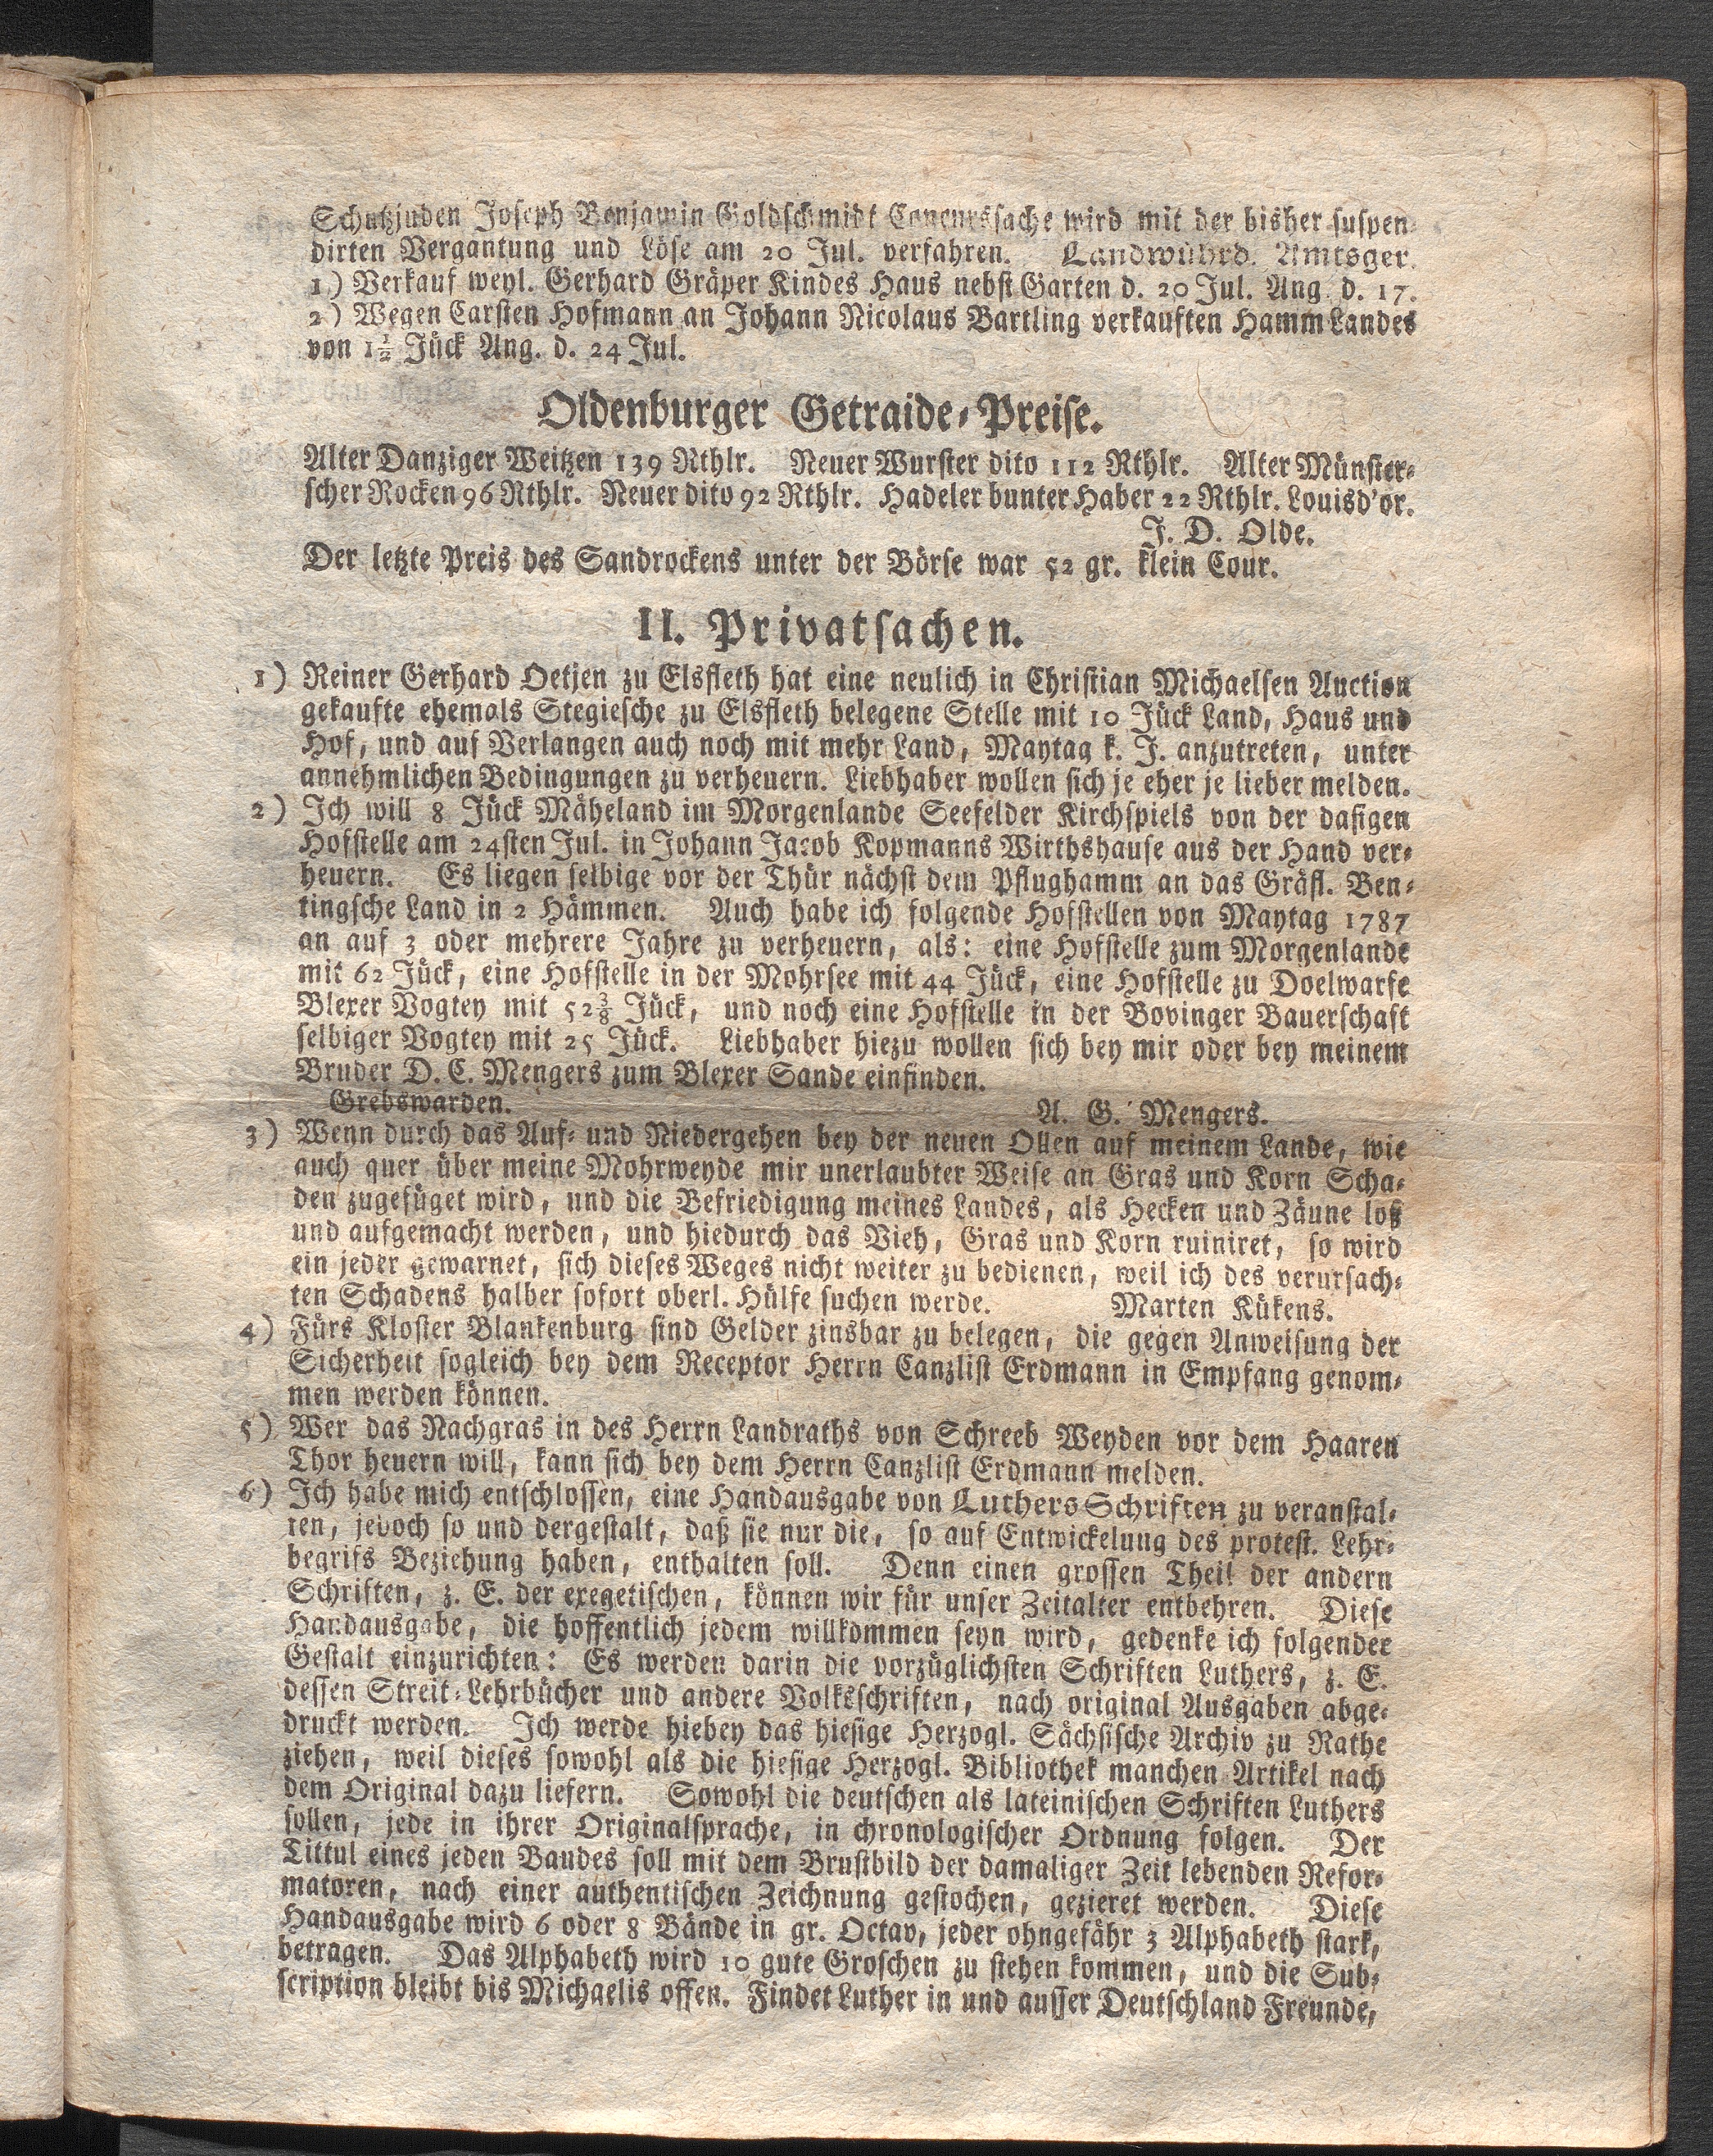 Schutzjuden Joseph Benjamin Goldschmidt Concurssache wird mit der bisher suspen-
dirten Vergantung und Löse am 20 Jul. verfahren. Landwührd. Amtsger.
1) Verkauf weyl. Gerhard Gräper Kindes Haus nebst Garten d. 20 Jul. Ang. d. 17.
2) Wegen Carsten Hofmann an Johann Nicolaus Bartling verkauften Hamm Landes
von 1½ Jück Ang. d. 24 Jul.
Oldenburger Getraide-Preise.
Alter Danziger Weitzen 139 Rthlr. Neuer Wurster dito 112 Rthlr. Alter Münster-
scher Rocken 96 Rthlr. Neuer dito 92 Rthlr. Hadeler bunter Haber 22 Rthlr. Louisd'or.
J. D. Olde.
Der letzte Preis des Sandrockens unter der Börse war 52 gr. klein Cour.
II. Privatsachen.
1) Reiner Gerhard Oetjen zu Elsfleth hat eine neulich in Christian Michaelsen Auction
gekaufte ehemals Stegiesche zu Elsfleth belegene Stelle mit 10 Jück Land, Haus und
Hof, und auf Verlangen auch noch mit mehr Land, Maytag k. J. anzutreten, unter
annehmlichen Bedingungen zu verheuern. Liebhaber wollen sich je eher je lieber melden.
2) Ich will 8 Jück Mäheland im Morgenlande Seefelder Kirchspiels von der dasigen
Hofstelle am 24sten Jul. in Johann Jacob Kopmanns Wirthshause aus der Hand ver-
heuern. Es liegen selbige vor der Thür nächst dem Pflughamm an das Gräfl. Ben-
tingsche Land in 2 Hämmen. Auch habe ich folgende Hofstellen von Maytag 1787
an auf 3 oder mehrere Jahre zu verheuern, als: eine Hofstelle zum Morgenlande
mit 62 Jück, eine Hofstelle in der Mohrsee mit 44 Jück, eine Hofstelle zu Doelwarfe
Blexer Vogtey mit 52⅜ Jück, und noch eine Hofstelle in der Bovinger Bauerschaft
selbiger Vogtey mit 25 Jück. Liebhaber hiezu wollen sich bey mir oder bey meinem
Bruder D. C. Mengers zum Blexer Sande einfinden.
Grebswarden. A. G. Mengers.
3) Wenn durch das Auf- und Niedergehen bey der neuen Ollen auf meinem Lande, wie
auch quer über meine Mohrweyde mir unerlaubter Weise an Gras und Korn Scha-
den zugefüget wird, und die Befriedigung meines Landes, als Hecken und Zäune loß
und aufgemacht werden, und hiedurch das Vieh, Gras und Korn ruiniret, so wird
ein jeder gewarnet, sich dieses Weges nicht weiter zu bedienen, weil ich des verursach-
ten Schadens halber sofort oberl. Hülfe suchen werde. Marten Kükens.
4) Fürs Kloster Blankenburg sind Gelder zinsbar zu belegen, die gegen Anweisung der
Sicherheit sogleich bey dem Receptor Herrn Canzlist Erdmann in Empfang genom-
men werden können.
5) Wer das Nachgras in des Herrn Landraths von Schreeb Weyden vor dem Haaren
Thor heuern will, kann sich bey dem Herrn Canzlist Erdmann melden.
6) Ich habe mich entschlossen, eine Handausgabe von Luthers Schriften zu veranstal-
ten, jedoch so und dergestalt, daß sie nur die, so auf Entwickelung des protest. Lehr-
begrifs Beziehung haben, enthalten soll. Denn einen grossen Theil der andern
Schriften, z. E. der exegetischen, können wir für unser Zeitalter entbehren. Diese
Handausgabe, die hoffentlich jedem willkommen seyn wird, gedenke ich folgender
Gestalt einzurichten: Es werden darin die vorzüglichsten Schriften Luthers, z. E.
dessen Streit-Lehrbücher und andere Volksschriften, nach original Ausgaben abge-
druckt werden. Ich werde hiebey das hiesige Herzogl. Sächsische Archiv zu Rathe
ziehen, weil dieses sowohl als die hiesige Herzogl. Bibliothek manchen Artikel nach
dem Original dazu liefern. Sowohl die deutschen als lateinischen Schriften Luthers
sollen, jede in ihrer Originalsprache, in chronologischer Ordnung folgen. Der
Tittul eines jeden Bandes soll mit dem Brustbild der damaliger Zeit lebenden Refor-
matoren, nach einer authentischen Zeichnung gestochen, gezieret werden. Diese
Handausgabe wird 6 oder 8 Bände in gr. Octav, jeder ohngefähr 3 Alphabeth stark,
betragen. Das Alphabeth wird 10 gute Groschen zu stehen kommen, und die Sub-
scription bleibt bis Michaelis offen. Findet Luther in und ausser Deutschland Freunde,